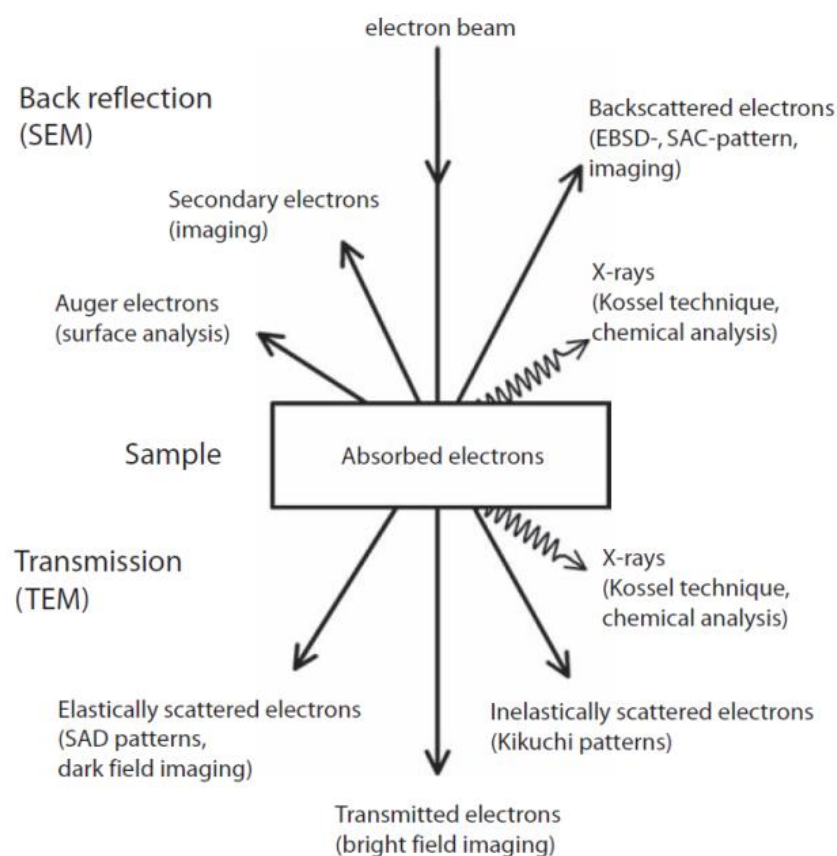 electron beam
Back reflection
(SEM)
Backscattered electrons
(EBSD-, SAC-pattern,
imaging)
Secondary electrons
(imaging)
X-rays
(Kossel technique,
chemical analysis)
Auger electrons
(surface analysis)
Sample
Absorbed electrons
Transmission
(TEM)
X-rays
(Kossel technique,
chemical analysis)
Elastically scattered electrons
(SAD patterns,
dark field imaging)
Inelastically scattered electrons
(Kikuchi patterns)
Transmitted electrons
(bright field imaging)